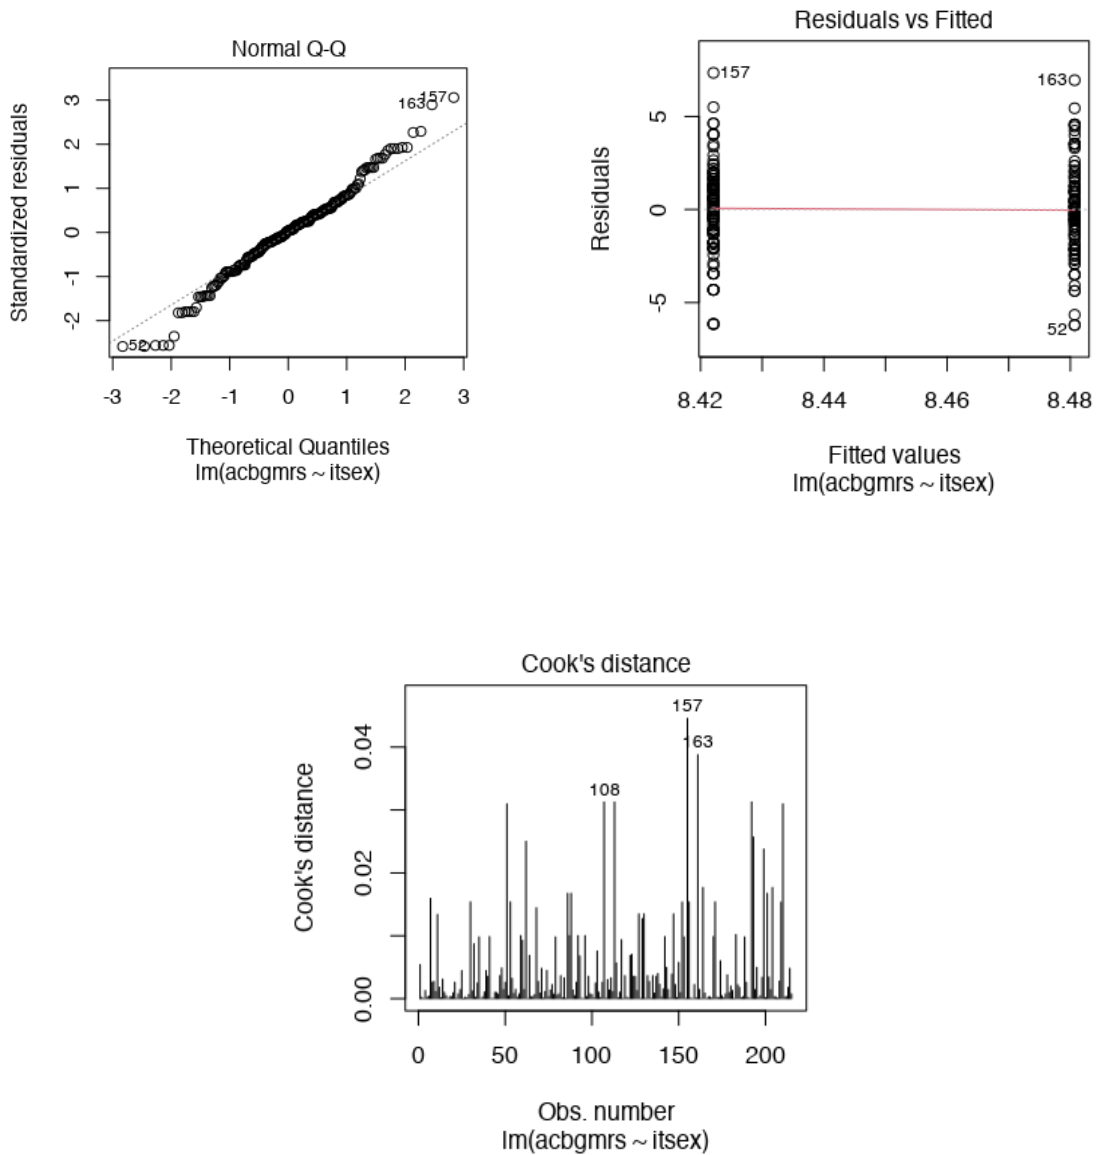 Normal Q-Q
Standardized residuals
3
2
1
0
-1
-2
157
163
52
-3 -2 -1 0 1 2 3
Theoretical Quantiles
lm(acbgmrs ~ itsex)
Residuals vs Fitted
Residuals
5
0
-5
157
163
52
8.42 8.44 8.46 8.48
Fitted values
lm(acbgmrs ~ itsex)
Cook's distance
Cook's distance
0.04
0.02
0.00
157
163
108
0 50 100 150 200
Obs. number
lm(acbgmrs ~ itsex)